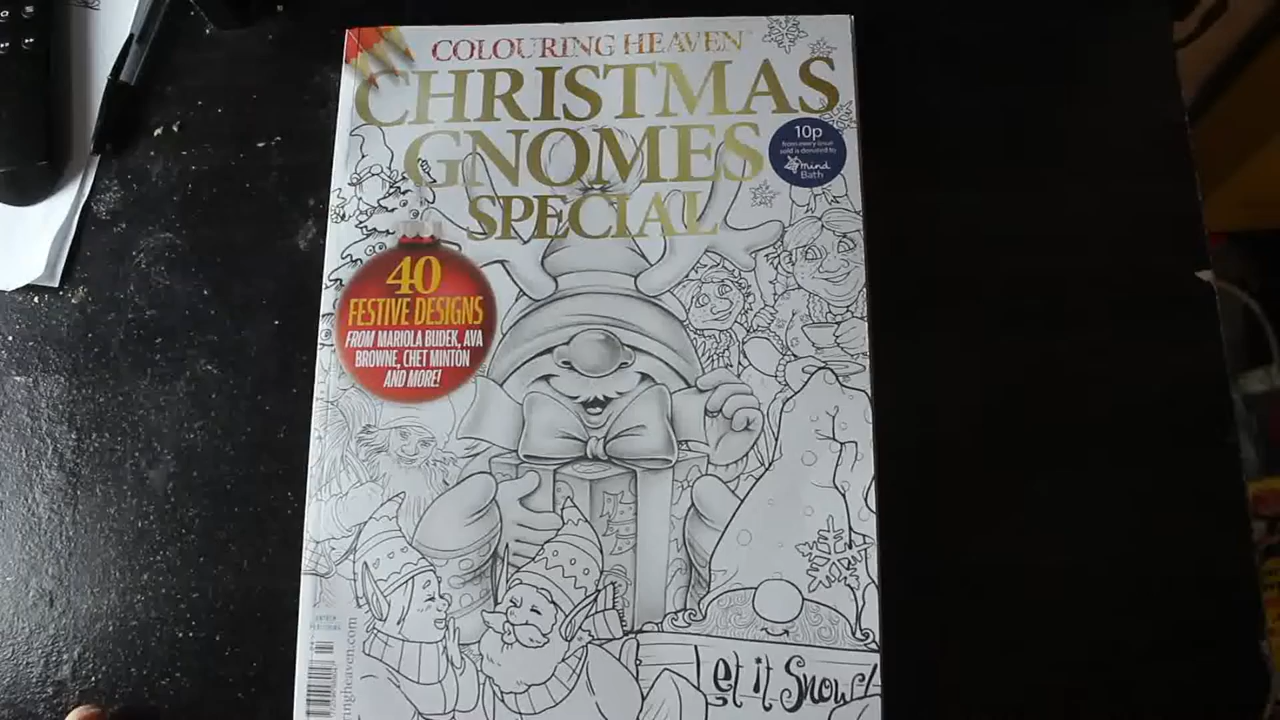 COLOURING HEAVEN
CHRISTMAS
GNOMES
SPECIAL
10p
from every issue
sold is donated to
mind
Bath
40
FESTIVE DESIGNS
FROM MARIOLA BUDEK, AVA
BROWNE, CHET MINTON
AND MORE!
Let it Snow!